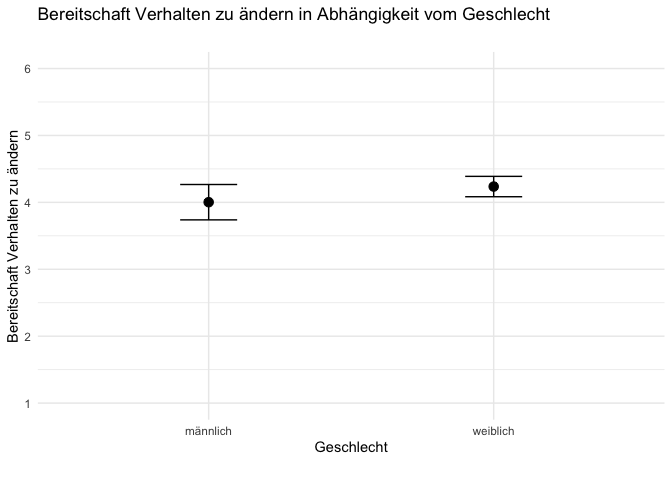 Bereitschaft Verhalten zu ändern in Abhängigkeit vom Geschlecht
6
5
4
3
2
1
Bereitschaft Verhalten zu ändern
männlich
weiblich
Geschlecht